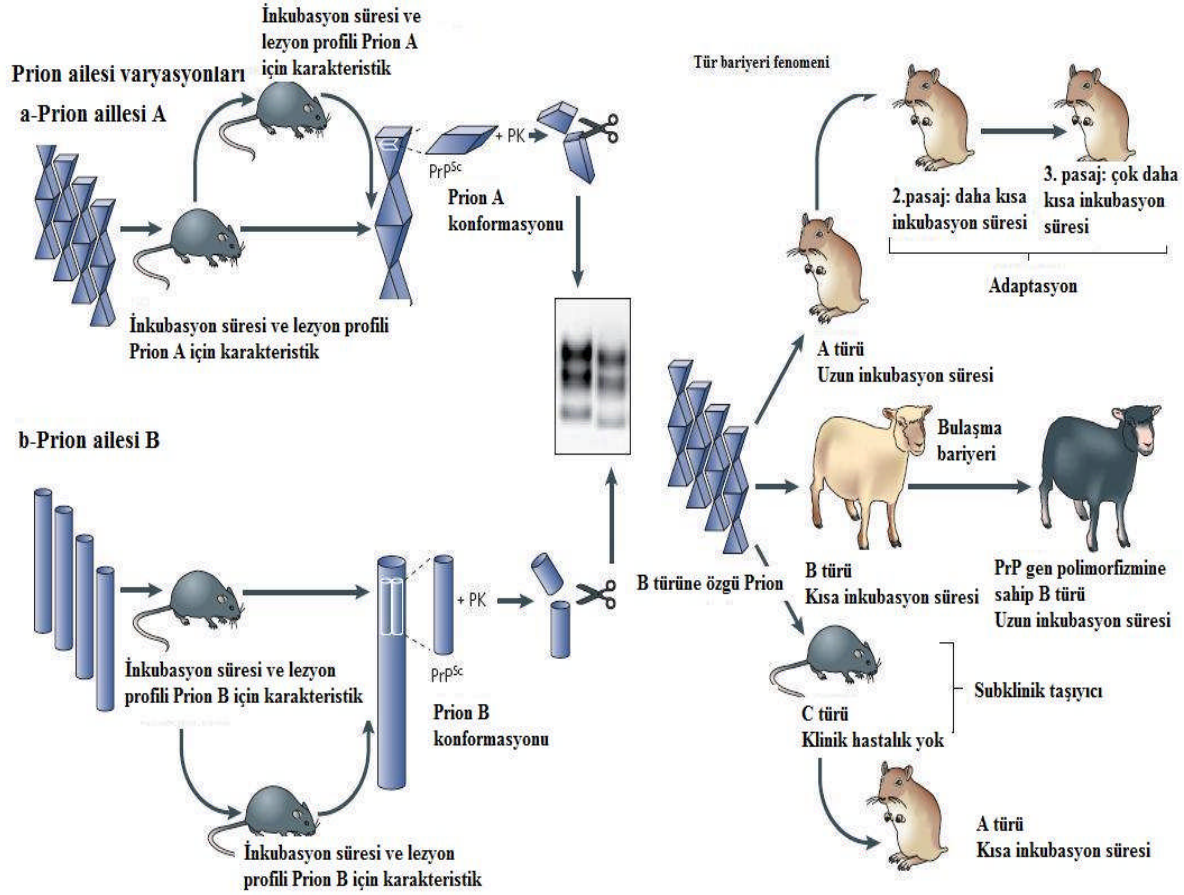 İnkubasyon süresi ve
lezyon profili Prion A
için karakteristik
Prion ailesi varyasyonları
a-Prion aillesi A
PrPSc
+ PK
Prion A
konformasyonu
İnkubasyon süresi ve lezyon profili
Prion A için karakteristik
b-Prion ailesi B
İnkubasyon süresi ve lezyon
profili Prion B için karakteristik
PrPSc
+ PK
Prion B
konformasyonu
İnkubasyon süresi ve lezyon
profili Prion B için karakteristik
Tür bariyeri fenomeni
2.pasaj: daha kısa
inkubasyon süresi
3. pasaj: çok daha
kısa inkubasyon
süresi
Adaptasyon
A türü
Uzun inkubasyon süresi
Bulaşma
bariyeri
B türüne özgü Prion
B türü
Kısa inkubasyon süresi
PrP gen polimorfizmine
sahip B türü
Uzun inkubasyon süresi
C türü
Klinik hastalık yok
Subklinik taşıyıcı
A türü
Kısa inkubasyon süresi